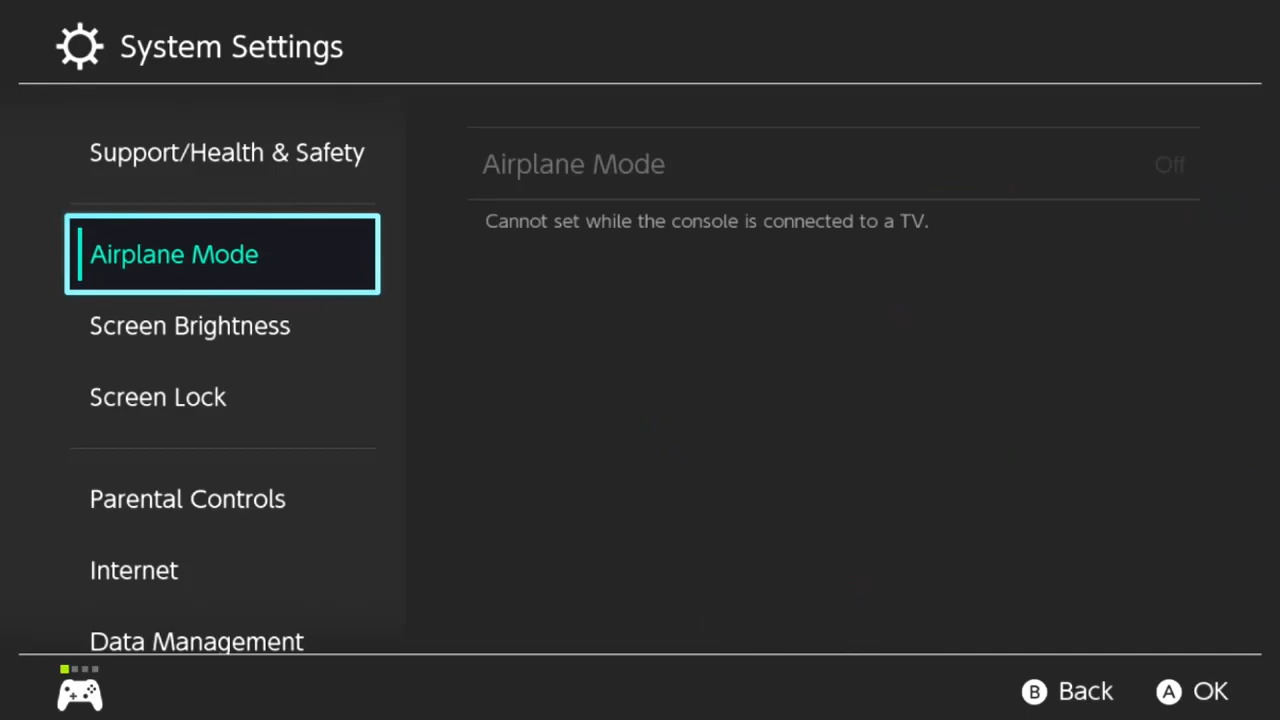 System Settings
Support/Health & Safety
Airplane Mode
Screen Brightness
Screen Lock
Parental Controls
Internet
Data Management
Airplane Mode Off
Cannot set while the console is connected to a TV.
B Back A OK